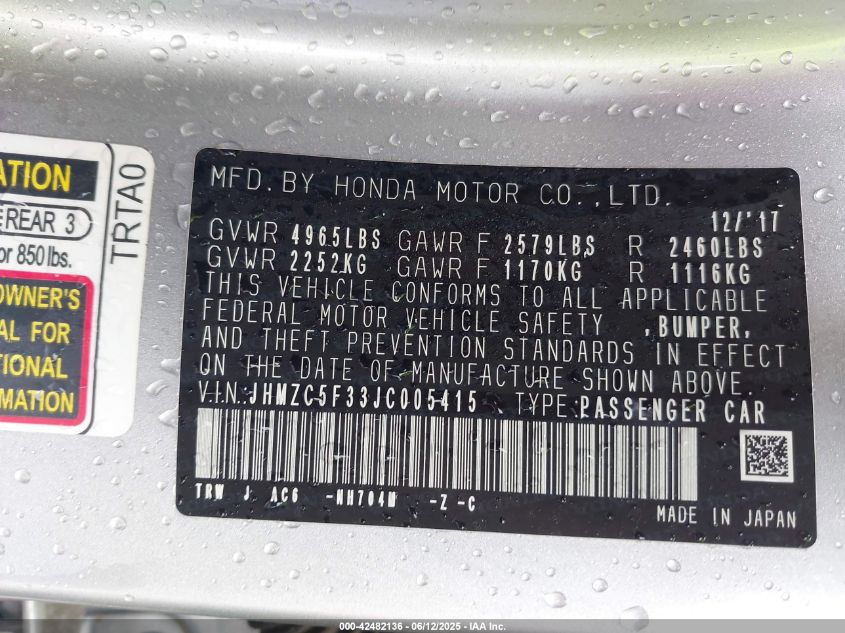 ATION
REAR 3
or 850 lbs.
OWNER'S
AL FOR
TIONAL
RMATION
TRTA0
MFD. BY HONDA MOTOR CO., LTD.
12/'17
GVWR 4965LBS GAWR F 2579LBS R 2460LBS
GVWR 2252KG GAWR F 1170KG R 1116KG
THIS VEHICLE CONFORMS TO ALL APPLICABLE
FEDERAL MOTOR VEHICLE SAFETY ,BUMPER,
AND THEFT PREVENTION STANDARDS IN EFFECT
ON THE DATE OF MANUFACTURE SHOWN ABOVE.
V.I.N.: JHMZC5F33JC005415 TYPE: PASSENGER CAR
TRW J AC6 -NH704M -Z -C
MADE IN JAPAN
000-42482136 - 06/12/2025 - IAA Inc.